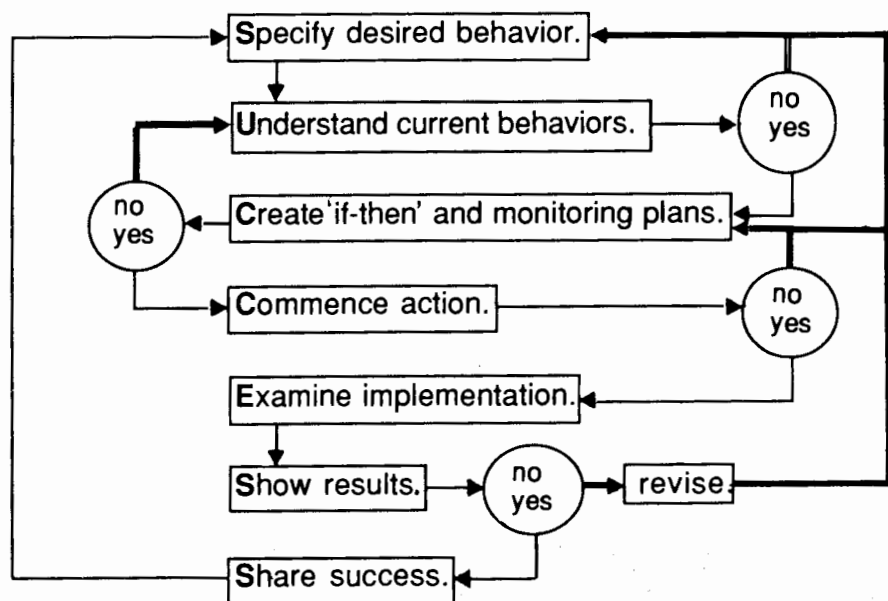 Specify desired behavior.
no
yes
Understand current behaviors.
no
yes
Create 'if-then' and monitoring plans.
Commence action.
no
yes
Examine implementation.
Show results.
no
yes
revise.
Share success.